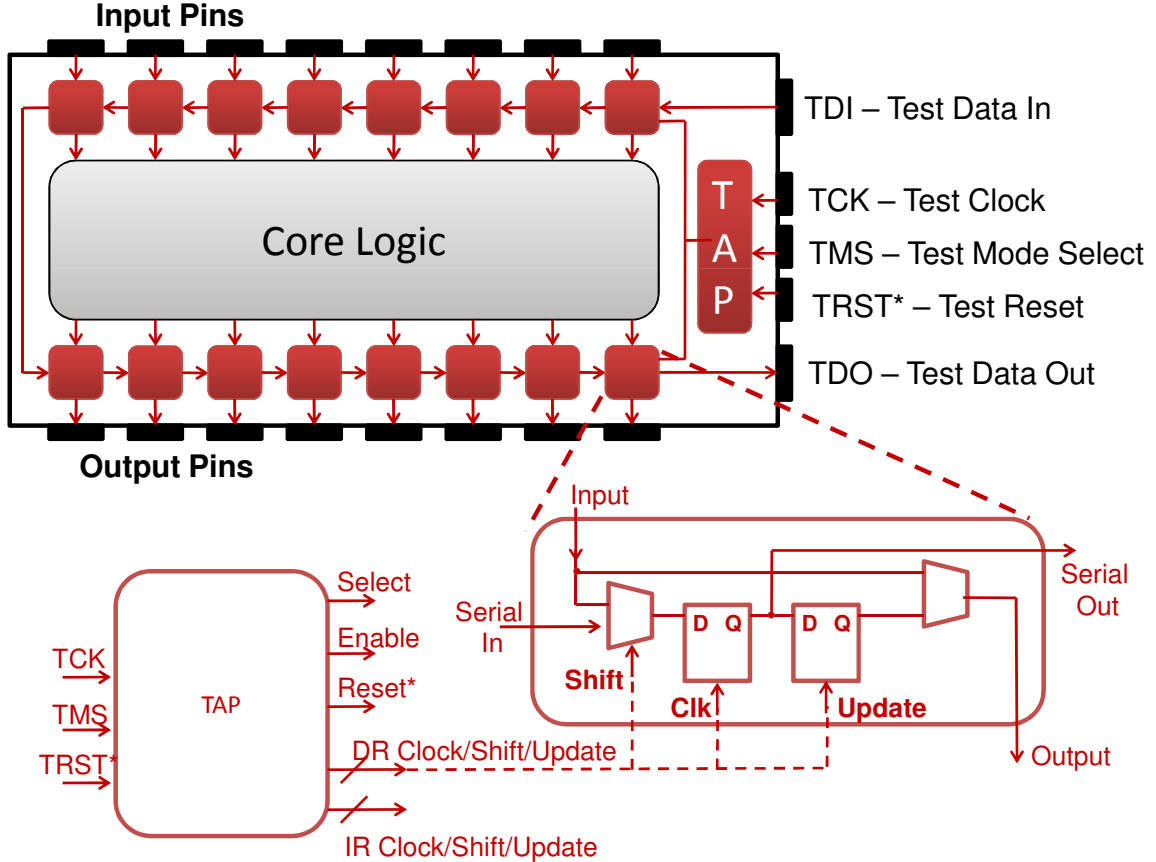 Input Pins
TDI – Test Data In
T
A
P
TCK – Test Clock
TMS – Test Mode Select
TRST* – Test Reset
Core Logic
TDO – Test Data Out
Output Pins
Input
Serial
In
D Q
D Q
Shift
Clk
Update
Serial
Out
Output
TCK
TMS
TRST*
TAP
Select
Enable
Reset*
DR Clock/Shift/Update
IR Clock/Shift/Update